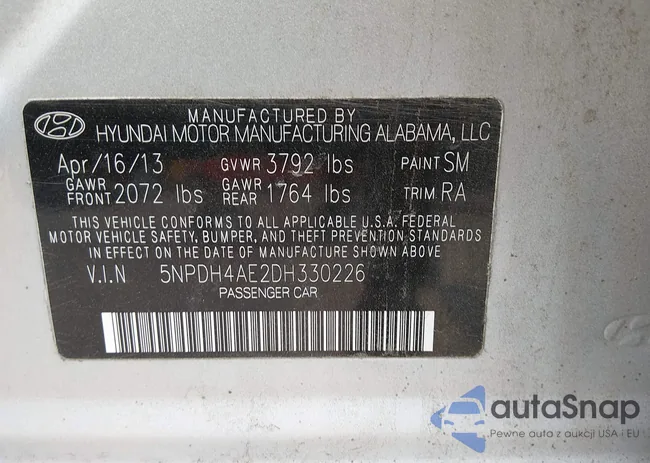 MANUFACTURED BY
HYUNDAI MOTOR MANUFACTURING ALABAMA, LLC
Apr/16/13 GVWR 3792 lbs PAINT SM
GAWR FRONT 2072 lbs GAWR REAR 1764 lbs TRIM RA
THIS VEHICLE CONFORMS TO ALL APPLICABLE U.S.A. FEDERAL
MOTOR VEHICLE SAFETY, BUMPER, AND THEFT PREVENTION STANDARDS
IN EFFECT ON THE DATE OF MANUFACTURE SHOWN ABOVE.
V.I.N 5NPDH4AE2DH330226
PASSENGER CAR
autaSnap
Pewne auta z aukcji USA i EU